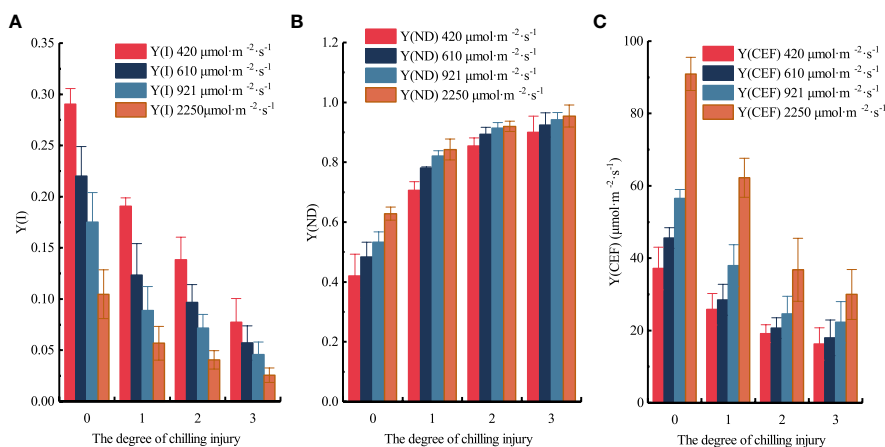 A
Y(I) 420 μmol·m⁻²·s⁻¹
Y(I) 610 μmol·m⁻²·s⁻¹
Y(I) 921 μmol·m⁻²·s⁻¹
Y(I) 2250μmol·m⁻²·s⁻¹
0.35
0.30
0.25
0.20
0.15
0.10
0.05
0.00
Y(I)
0 1 2 3
The degree of chilling injury
B
Y(ND) 420 μmol·m⁻²·s⁻¹
Y(ND) 610 μmol·m⁻²·s⁻¹
Y(ND) 921 μmol·m⁻²·s⁻¹
Y(ND) 2250 μmol·m⁻²·s⁻¹
1.2
1.0
0.8
0.6
0.4
0.2
0.0
Y(ND)
0 1 2 3
The degree of chilling injury
C
Y(CEF) 420 μmol·m⁻²·s⁻¹
Y(CEF) 610 μmol·m⁻²·s⁻¹
Y(CEF) 921 μmol·m⁻²·s⁻¹
Y(CEF) 2250 μmol·m⁻²·s⁻¹
100
80
60
40
20
0
Y(CEF) (μmol·m⁻²·s⁻¹)
0 1 2 3
The degree of chilling injury